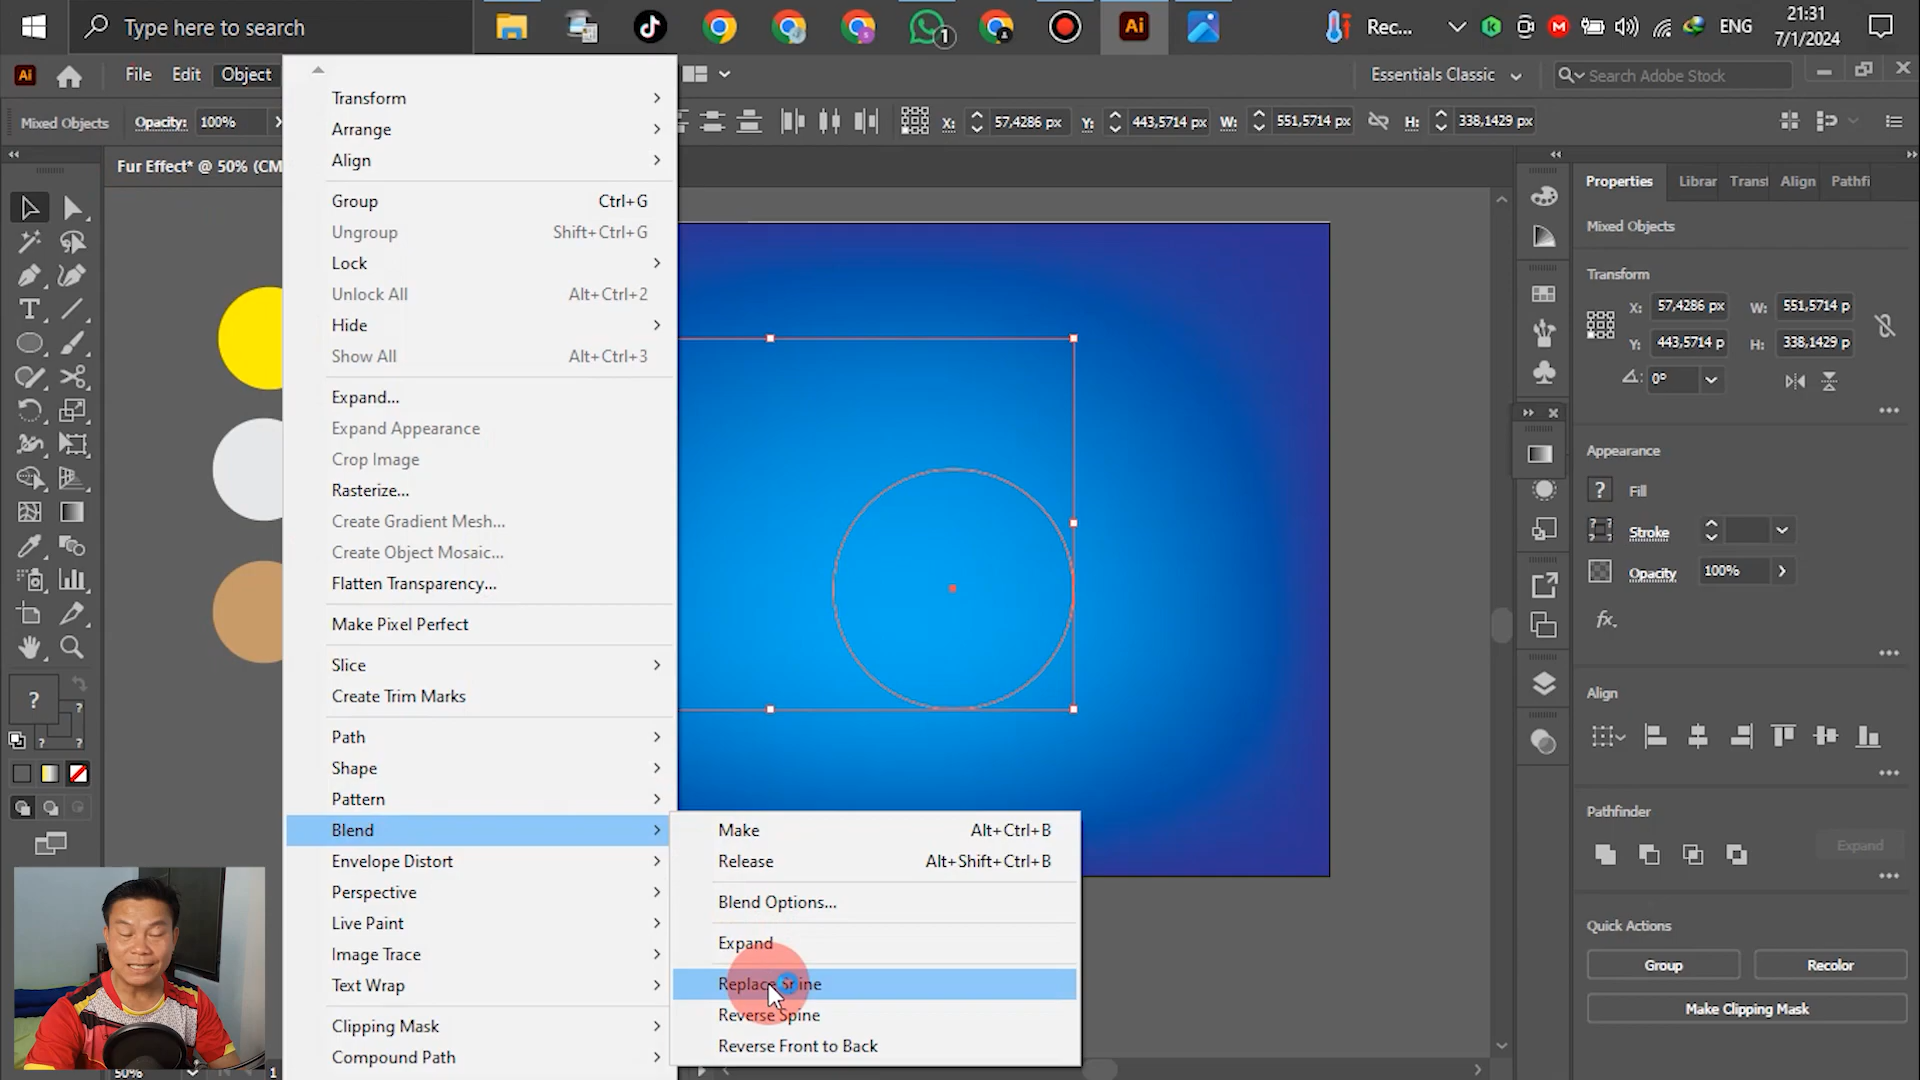 Type here to search
1
Ai
Rec...
M
ENG
21:31
7/1/2024
Ai
File Edit Object
Essentials Classic
Search Adobe Stock
Mixed Objects
Opacity: 100%
X: 57,4286 px Y: 443,5714 px W: 551,5714 px H: 338,1429 px
Fur Effect* @ 50% (CM
Transform
Arrange
Align
Group Ctrl+G
Ungroup Shift+Ctrl+G
Lock
Unlock All Alt+Ctrl+2
Hide
Show All Alt+Ctrl+3
Expand...
Expand Appearance
Crop Image
Rasterize...
Create Gradient Mesh...
Create Object Mosaic...
Flatten Transparency...
Make Pixel Perfect
Slice
Create Trim Marks
Path
Shape
Pattern
Blend
Envelope Distort
Perspective
Live Paint
Image Trace
Text Wrap
Clipping Mask
Compound Path
Make Alt+Ctrl+B
Release Alt+Shift+Ctrl+B
Blend Options...
Expand
Replace Spine
Reverse Spine
Reverse Front to Back
Properties Librar Transf Align Pathfi
Mixed Objects
Transform
X: 57,4286 px W: 551,5714 p
Y: 443,5714 p H: 338,1429 p
0°
Appearance
? Fill
Stroke
Opacity 100%
fx.
Align
Pathfinder
Expand
Quick Actions
Group Recolor
Make Clipping Mask
50%
1